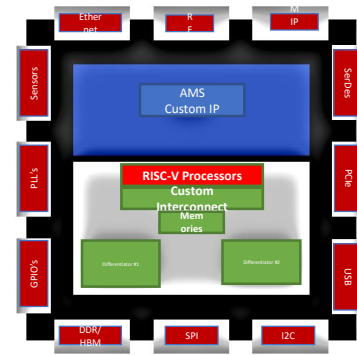 Ether
net
R
F
M
IP
Sensors
SerDes
AMS
Custom IP
PLL's
PCIe
RISC-V Processors
Custom
Interconnect
Mem
ories
GPIO's
USB
Differentiator #1
Differentiator #2
DDR/
HBM
SPI
I2C